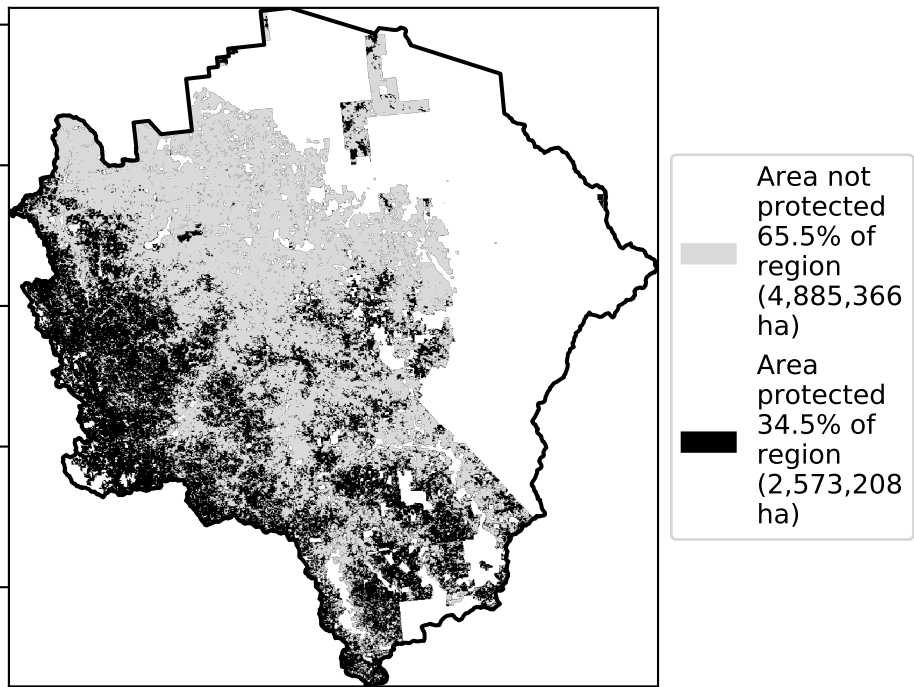 Area not
protected
65.5% of
region
(4,885,366
ha)
Area
protected
34.5% of
region
(2,573,208
ha)